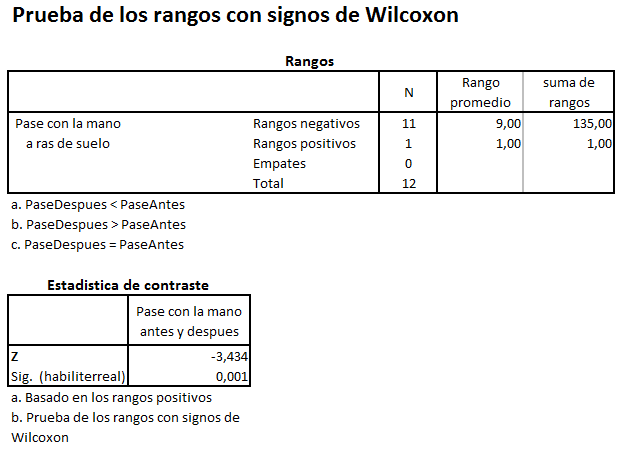 Prueba de los rangos con signos de Wilcoxon
Rangos
N Rango promedio suma de rangos
Pase con la mano a ras de suelo Rangos negativos 11 9,00 135,00
Rangos positivos 1 1,00 1,00
Empates 0
Total 12
a. PaseDespues < PaseAntes
b. PaseDespues > PaseAntes
c. PaseDespues = PaseAntes
Estadistica de contraste
Pase con la mano
antes y despues
Z -3,434
Sig. (habiliterreal) 0,001
a. Basado en los rangos positivos
b. Prueba de los rangos con signos de
Wilcoxon